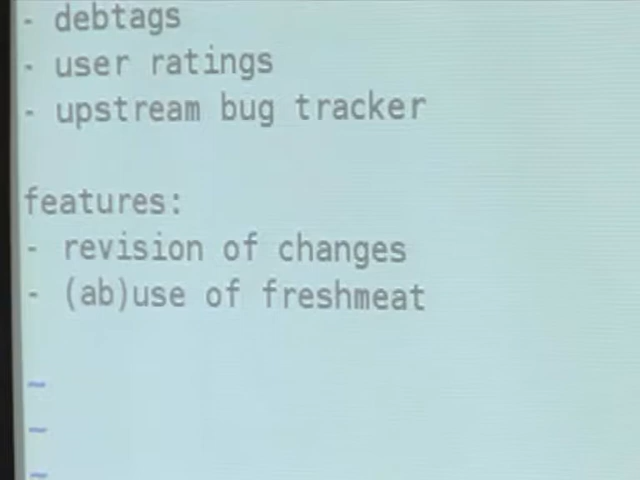 - debtags
- user ratings
- upstream bug tracker
features:
- revision of changes
- (ab)use of freshmeat
~
~
~